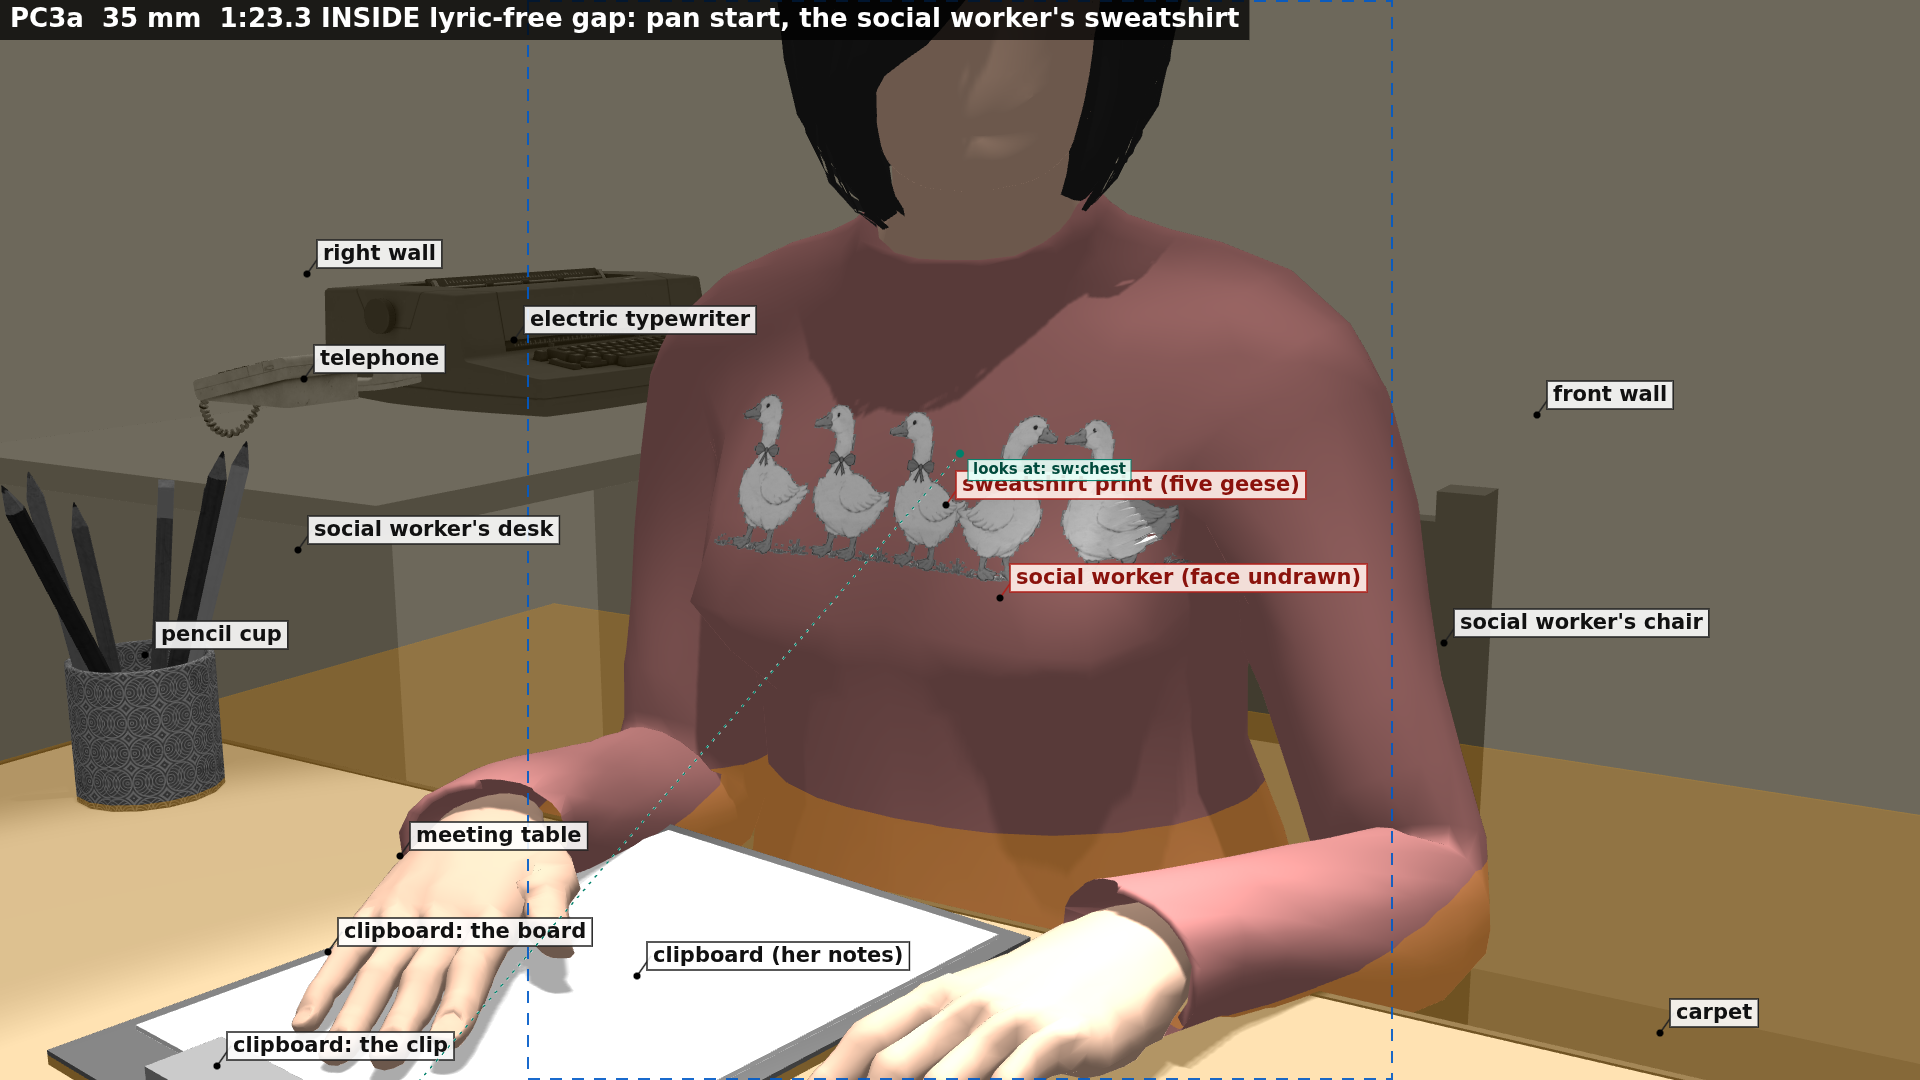 PC3a 35 mm 1:23.3 INSIDE lyric-free gap: pan start, the social worker's sweatshirt
right wall
electric typewriter
telephone
front wall
looks at: sw:chest
sweatshirt print (five geese)
social worker's desk
social worker (face undrawn)
social worker's chair
pencil cup
meeting table
clipboard: the board
clipboard (her notes)
carpet
clipboard: the clip